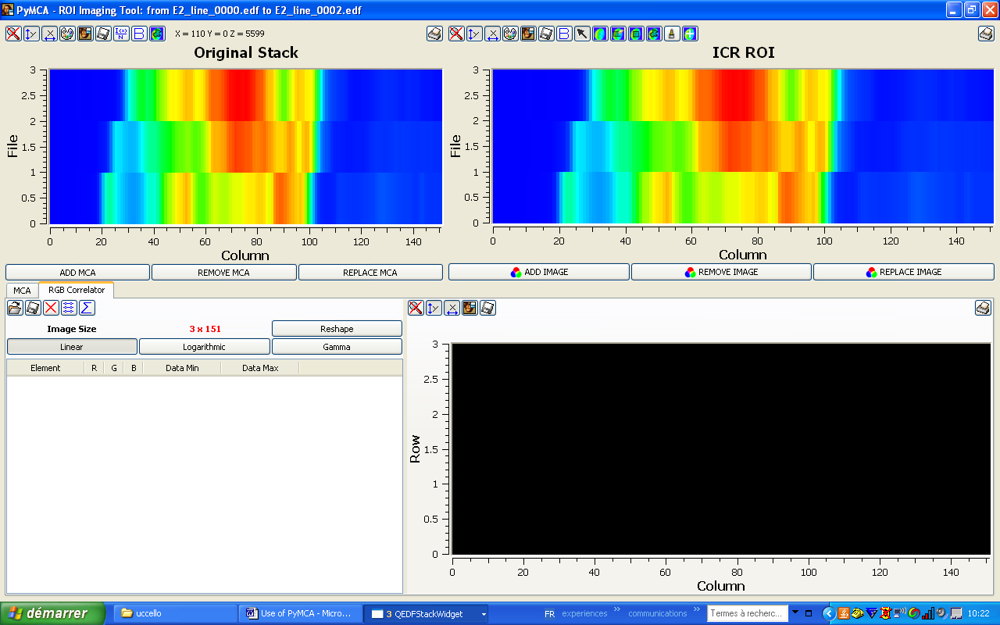 PyMCA - ROI Imaging Tool: from E2_line_0000.edf to E2_line_0002.edf
X = 110 Y = 0 Z = 5599
Original Stack
ICR ROI
3
2.5
2
1.5
1
0.5
0
File
0 20 40 60 80 100 120 140
Column
3
2.5
2
1.5
1
0.5
0
File
0 20 40 60 80 100 120 140
Column
ADD MCA REMOVE MCA REPLACE MCA
ADD IMAGE REMOVE IMAGE REPLACE IMAGE
MCA RGB Correlator
Image Size 3 x 151 Reshape
Linear Logarithmic Gamma
Element R G B Data Min Data Max
3
2.5
2
1.5
1
0.5
0
Row
0 20 40 60 80 100 120 140
Column
démarrer uccello Use of PyMCA - Micro... 3 QEDFStackWidget FR experiences » communications » Termes à recherc... 10:22